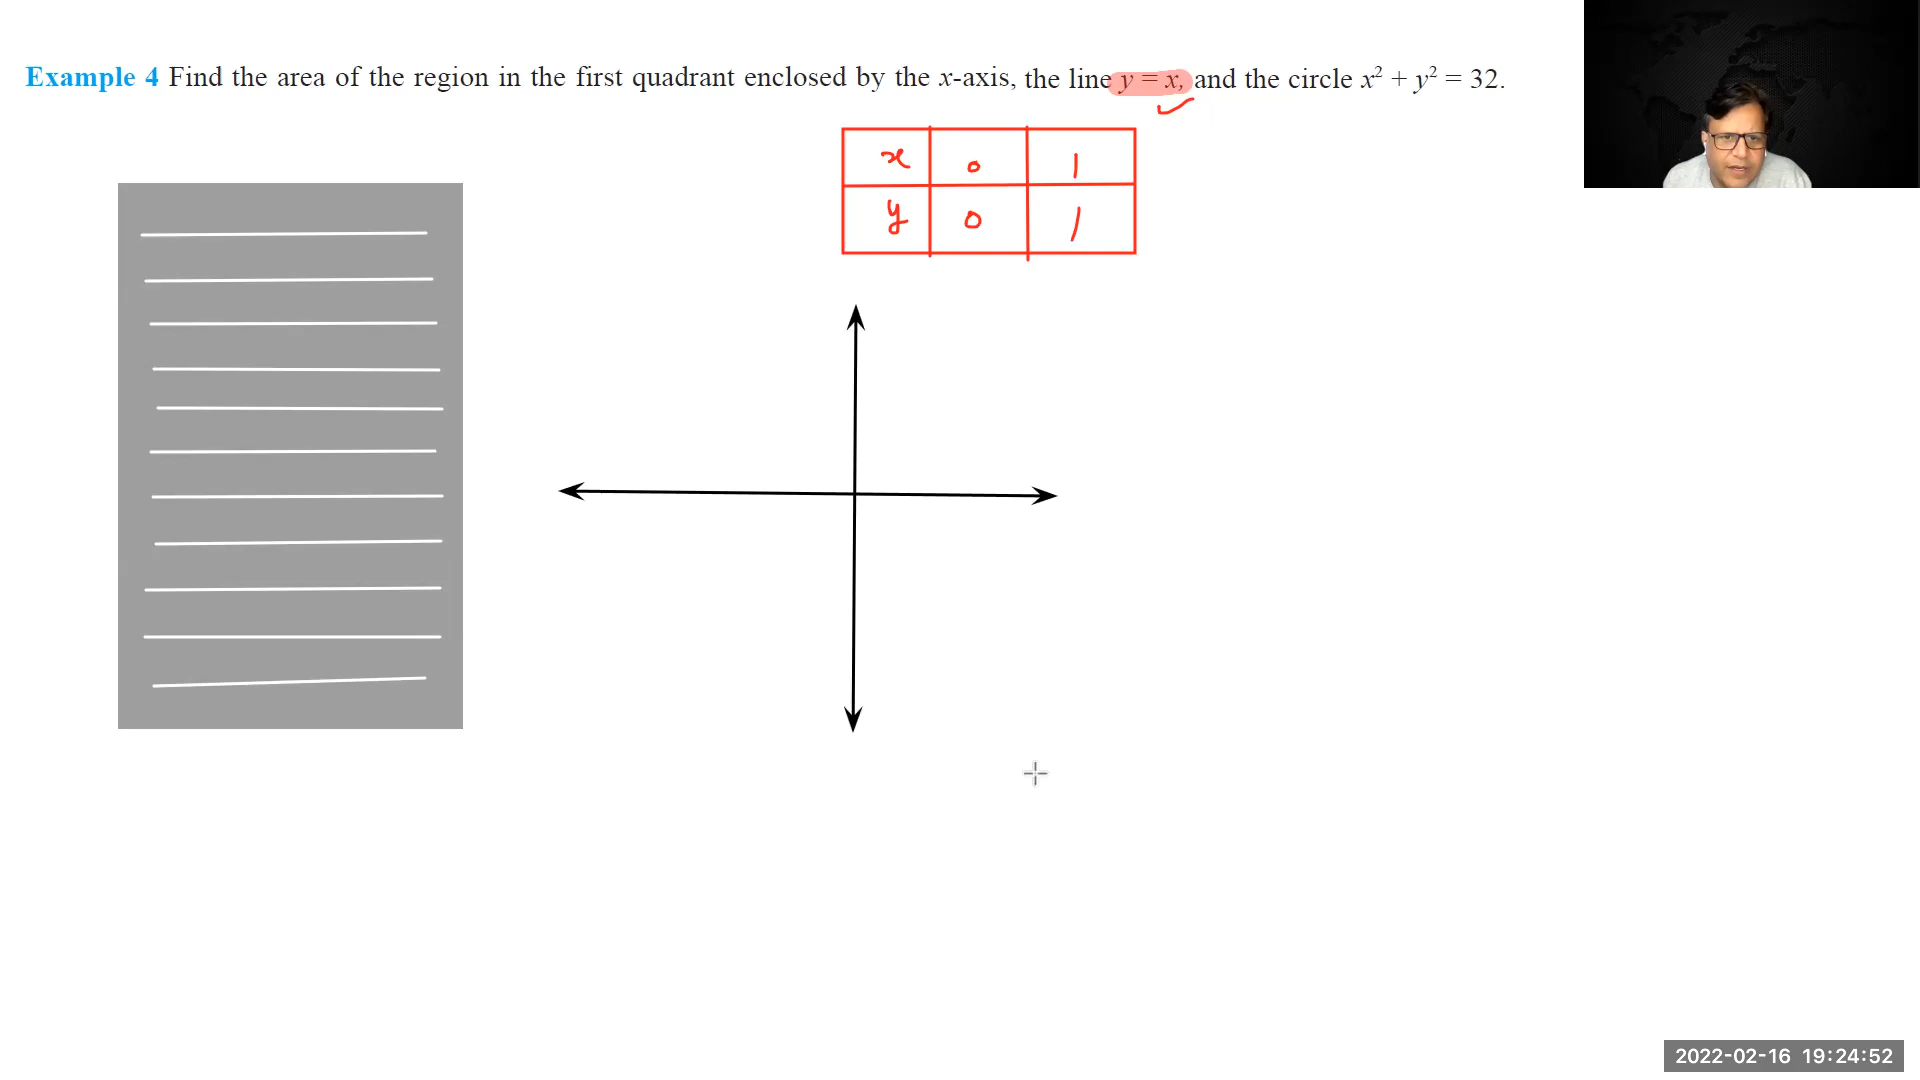 Example 4 Find the area of the region in the first quadrant enclosed by the x-axis, the line y = x, and the circle x² + y² = 32.
x 0 1
y 0 1
2022-02-16 19:24:52